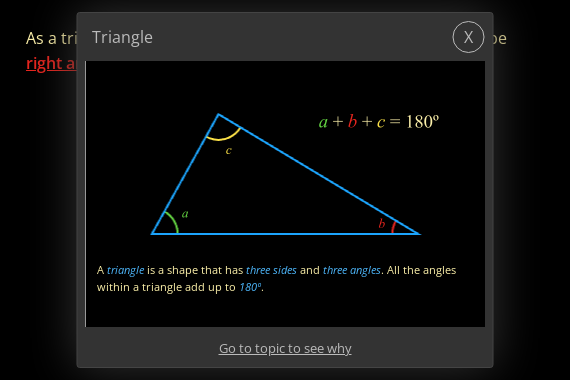 As a tri
Triangle
X
be
right a
a + b + c = 180º
c
a
b
A triangle is a shape that has three sides and three angles. All the angles
within a triangle add up to 180º.
Go to topic to see why